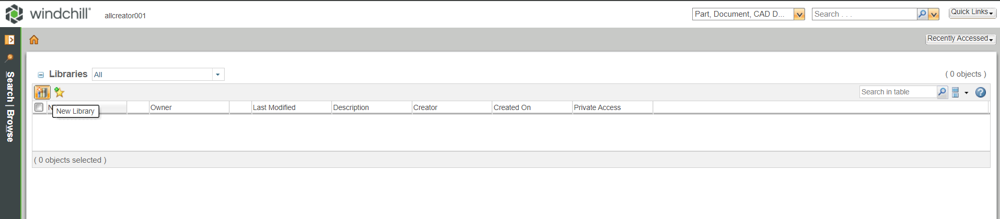 windchill®
allcreator001
Part, Document, CAD D...
Search . . .
Quick Links
Recently Accessed
Search | Browse
Libraries
All
( 0 objects )
Search in table
N
Owner
Last Modified
Description
Creator
Created On
Private Access
New Library
( 0 objects selected )